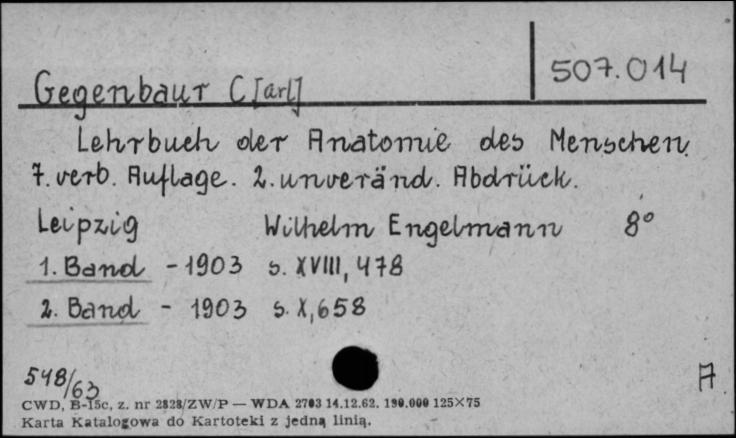 507.014
Gegenbaur C[arl]
Lehrbuch der Anatomie des Menschen.
7. verb. Auflage. 2. unveränd. Abdrück.
Leipzig Wilhelm Engelmann 8°
1. Band - 1903 s. XVIII, 478
2. Band - 1903 s. X, 658
548/63
A
CWD, B-15c, z. nr 2828/ZW/P — WDA 2703 14.12.62. 190.000 125×75
Karta Katalogowa do Kartoteki z jedną linią.